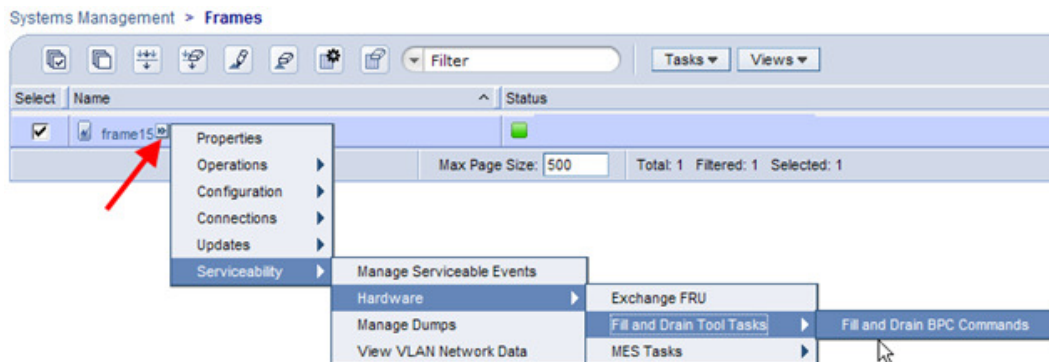 Systems Management > Frames
Filter
Tasks
Views
Select Name Status
frame15
Max Page Size: 500 Total: 1 Filtered: 1 Selected: 1
Properties
Operations
Configuration
Connections
Updates
Serviceability
Manage Serviceable Events
Hardware
Manage Dumps
View VLAN Network Data
Exchange FRU
Fill and Drain Tool Tasks
MES Tasks
Fill and Drain BPC Commands